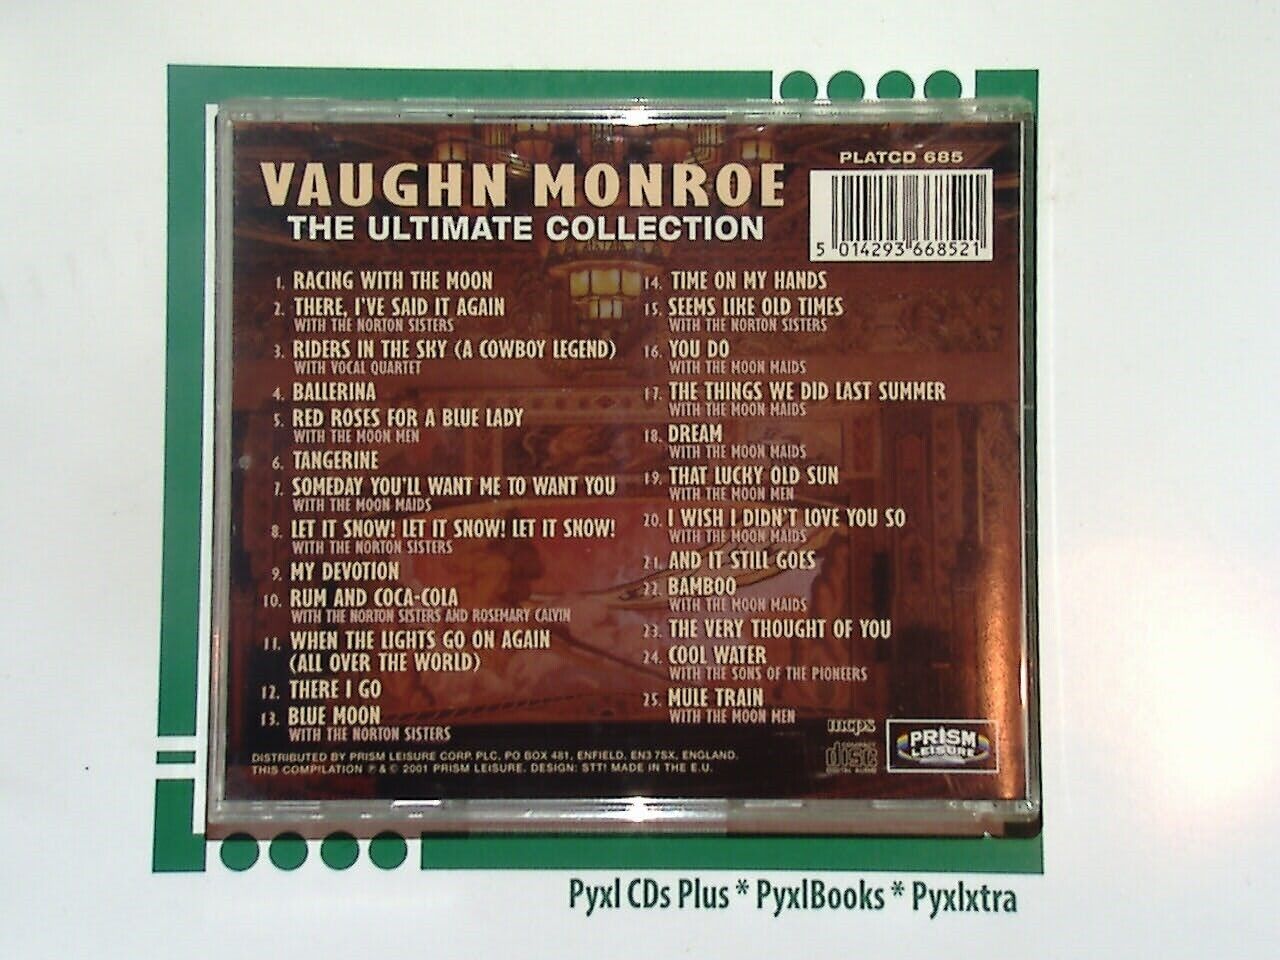 PLATCD 685
VAUGHN MONROE
THE ULTIMATE COLLECTION
5 014293 668521
1. RACING WITH THE MOON
2. THERE, I'VE SAID IT AGAIN
WITH THE NORTON SISTERS
3. RIDERS IN THE SKY (A COWBOY LEGEND)
WITH VOCAL QUARTET
4. BALLERINA
5. RED ROSES FOR A BLUE LADY
WITH THE MOON MEN
6. TANGERINE
7. SOMEDAY YOU'LL WANT ME TO WANT YOU
WITH THE MOON MAIDS
8. LET IT SNOW! LET IT SNOW! LET IT SNOW!
WITH THE NORTON SISTERS
9. MY DEVOTION
10. RUM AND COCA-COLA
WITH THE NORTON SISTERS AND ROSEMARY CALVIN
11. WHEN THE LIGHTS GO ON AGAIN
(ALL OVER THE WORLD)
12. THERE I GO
13. BLUE MOON
WITH THE NORTON SISTERS
14. TIME ON MY HANDS
15. SEEMS LIKE OLD TIMES
WITH THE NORTON SISTERS
16. YOU DO
WITH THE MOON MAIDS
17. THE THINGS WE DID LAST SUMMER
WITH THE MOON MAIDS
18. DREAM
WITH THE MOON MAIDS
19. THAT LUCKY OLD SUN
WITH THE MOON MEN
20. I WISH I DIDN'T LOVE YOU SO
WITH THE MOON MAIDS
21. AND IT STILL GOES
22. BAMBOO
WITH THE MOON MAIDS
23. THE VERY THOUGHT OF YOU
24. COOL WATER
WITH THE SONS OF THE PIONEERS
25. MULE TRAIN
WITH THE MOON MEN
mcps
COMPACT
disc
DIGITAL AUDIO
PRISM
LEISURE
DISTRIBUTED BY PRISM LEISURE CORP. PLC, PO BOX 481, ENFIELD, EN3 7SX, ENGLAND.
THIS COMPILATION ℗ & © 2001 PRISM LEISURE. DESIGN: STT! MADE IN THE E.U.
Pyxl CDs Plus * PyxlBooks * Pyxlxtra